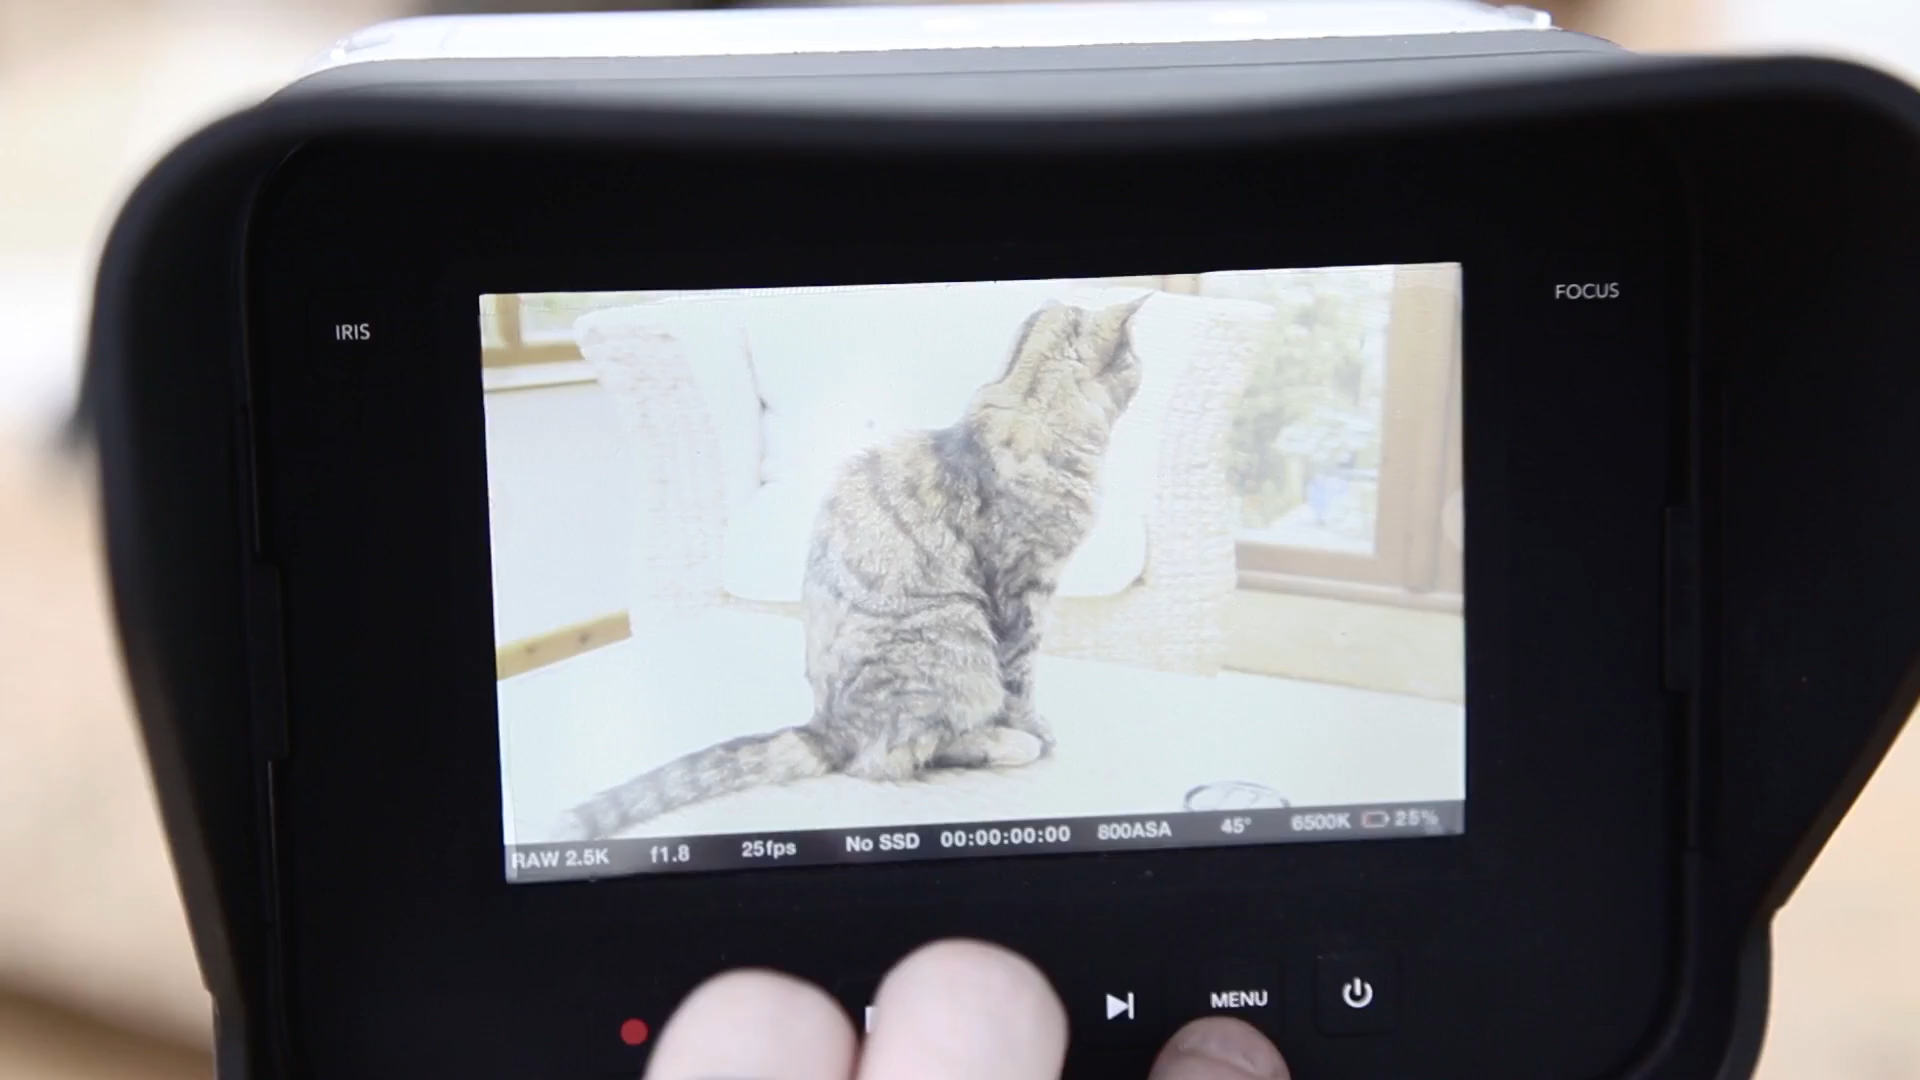 IRIS
FOCUS
RAW 2.5K f1.8 25fps No SSD 00:00:00:00 800ASA 45° 6500K 25%
MENU